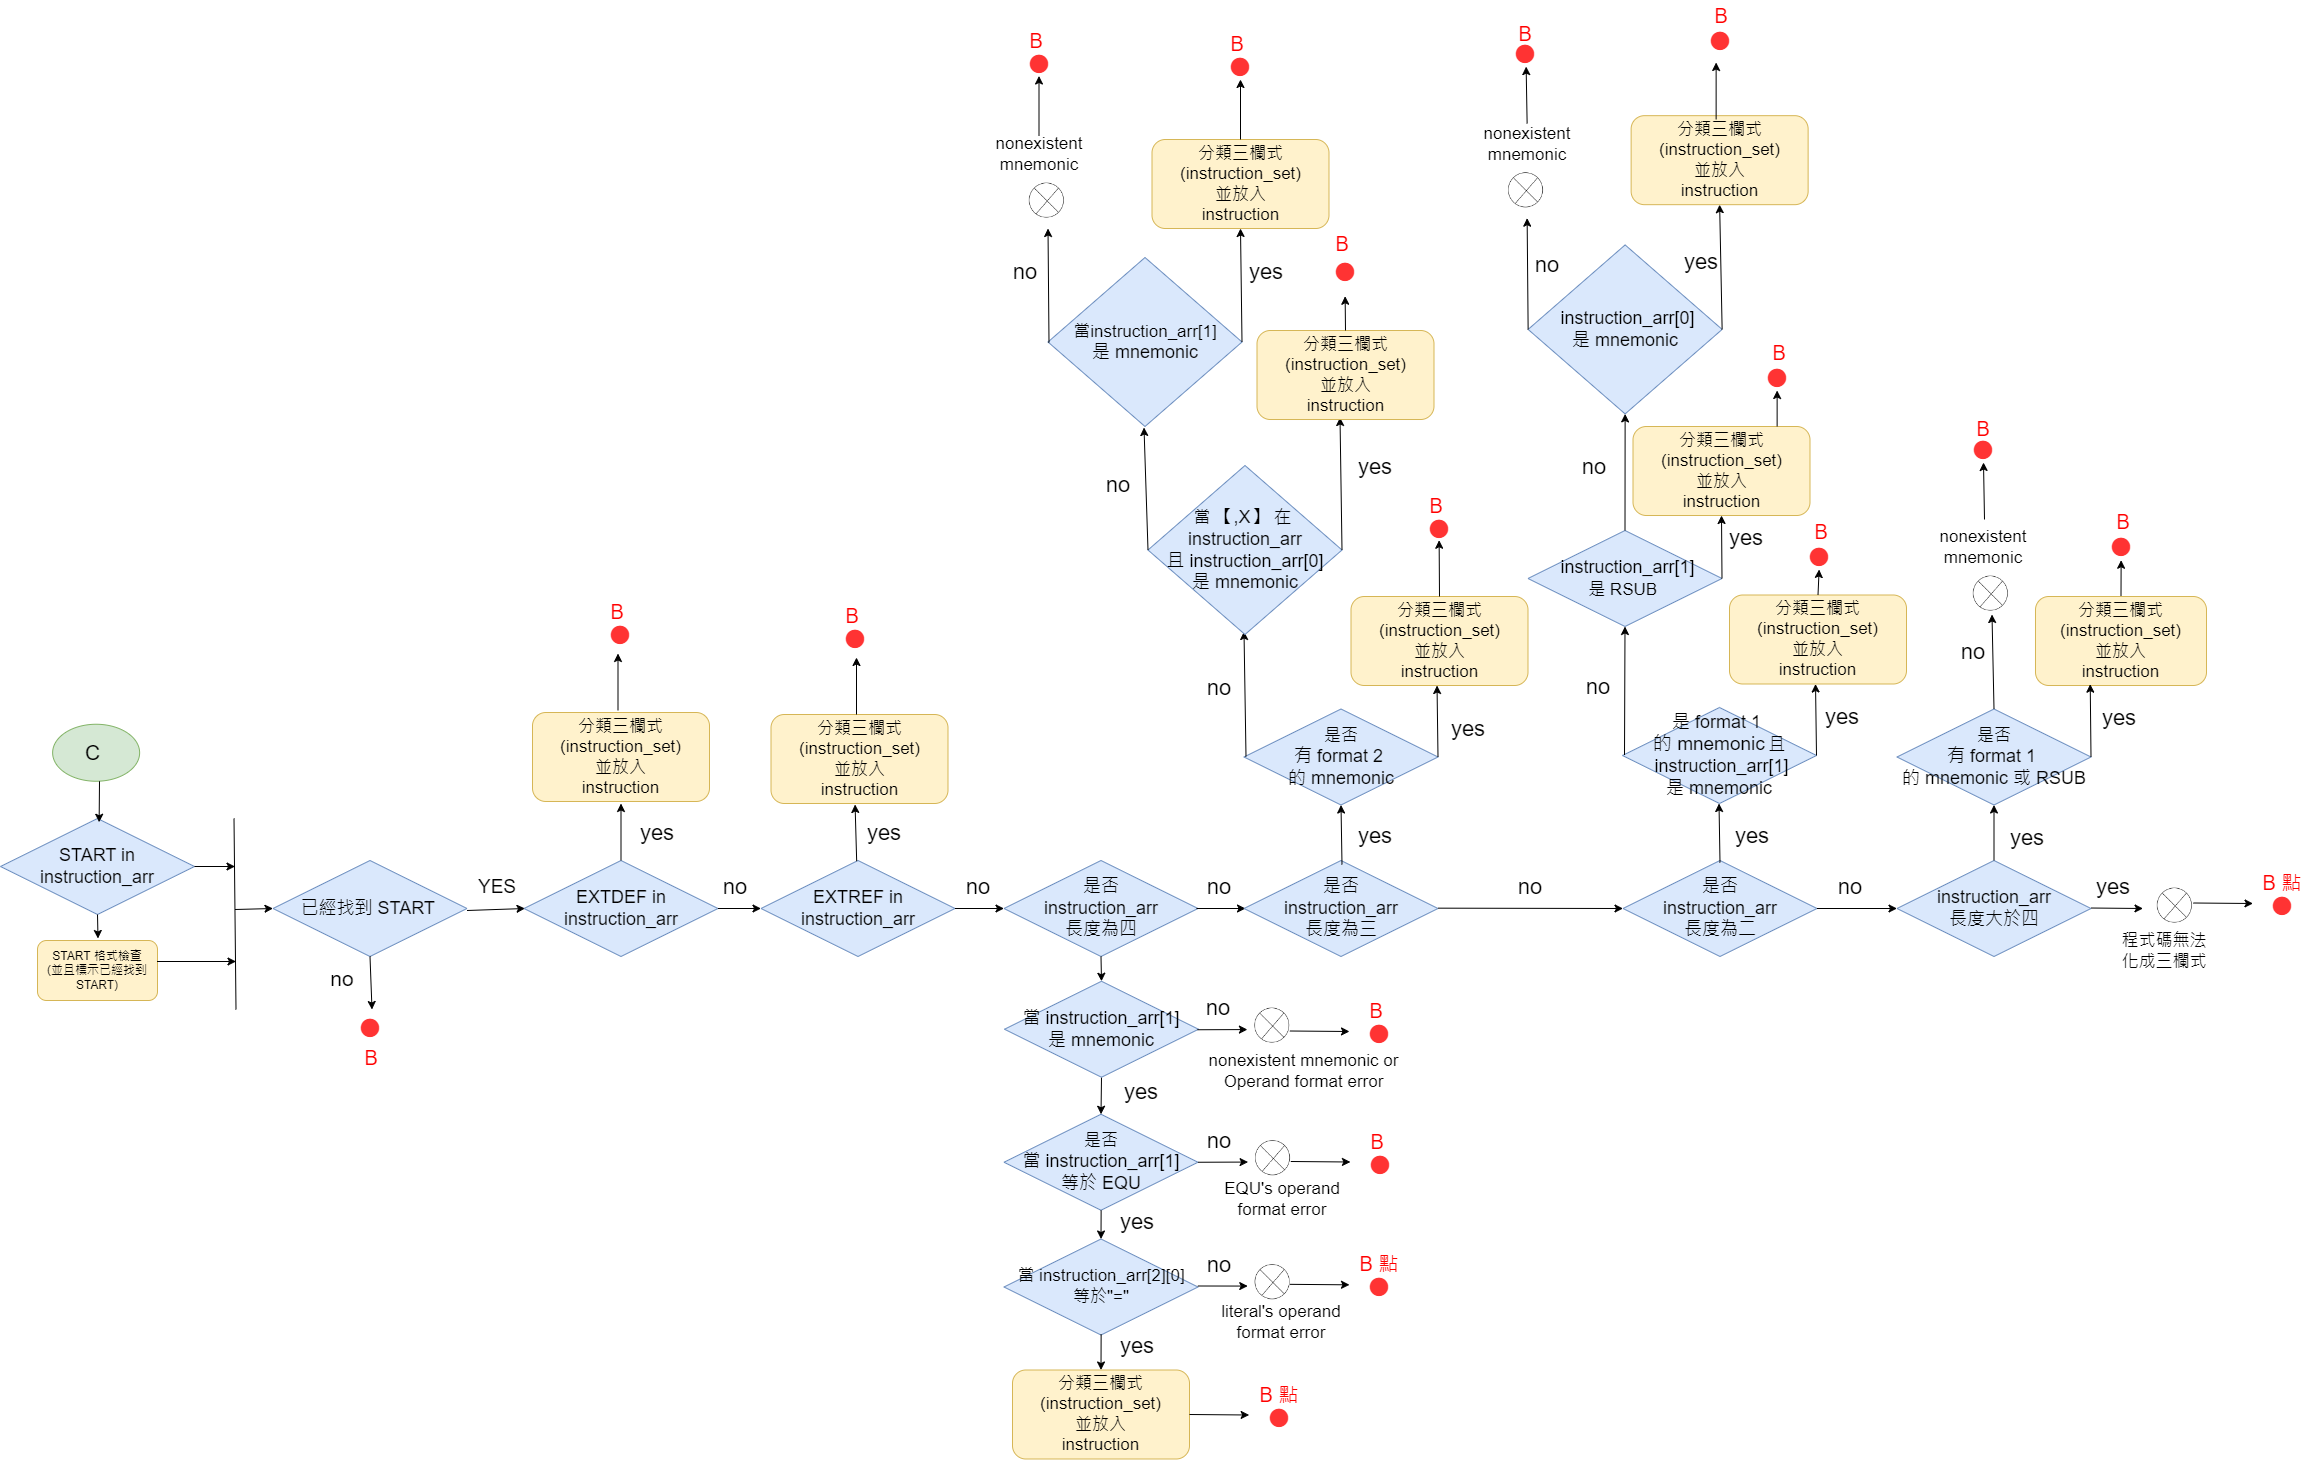 B
B
B
B
nonexistent
mnemonic
分類三欄式
(instruction_set)
並放入
instruction
nonexistent
mnemonic
分類三欄式
(instruction_set)
並放入
instruction
no
yes
B
no
yes
當instruction_arr[1]
是 mnemonic
分類三欄式
(instruction_set)
並放入
instruction
instruction_arr[0]
是 mnemonic
B
no
yes
當【,X】 在
instruction_arr
且 instruction_arr[0]
是 mnemonic
B
no
分類三欄式
(instruction_set)
並放入
instruction
yes
instruction_arr[1]
是 RSUB
B
B
nonexistent
mnemonic
B
B
B
分類三欄式
(instruction_set)
並放入
instruction
分類三欄式
(instruction_set)
並放入
instruction
分類三欄式
(instruction_set)
並放入
instruction
no
yes
no
yes
no
yes
C
分類三欄式
(instruction_set)
並放入
instruction
分類三欄式
(instruction_set)
並放入
instruction
是否
有 format 2
的 mnemonic
是 format 1
的 mnemonic 且
instruction_arr[1]
是 mnemonic
是否
有 format 1
的 mnemonic 或 RSUB
yes
yes
yes
yes
yes
START in
instruction_arr
START 格式檢查
(並且標示已經找到
START)
已經找到 START
YES
no
B
EXTDEF in
instruction_arr
no
EXTREF in
instruction_arr
no
是否
instruction_arr
長度為四
no
是否
instruction_arr
長度為三
no
是否
instruction_arr
長度為二
no
instruction_arr
長度大於四
yes
程式碼無法
化成三欄式
B 點
當 instruction_arr[1]
是 mnemonic
no
B
nonexistent mnemonic or
Operand format error
yes
是否
當 instruction_arr[1]
等於 EQU
no
B
EQU's operand
format error
yes
當 instruction_arr[2][0]
等於"="
no
B 點
literal's operand
format error
yes
分類三欄式
(instruction_set)
並放入
instruction
B 點